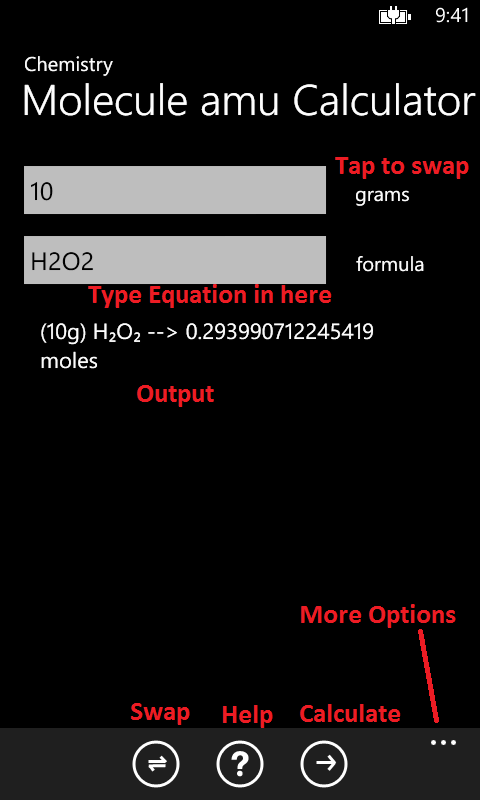 9:41
Chemistry
Molecule amu Calculator
Tap to swap
10
grams
H2O2
formula
Type Equation in here
(10g) H₂O₂ --> 0.293990712245419
moles
Output
More Options
Swap
Help
Calculate
?
...